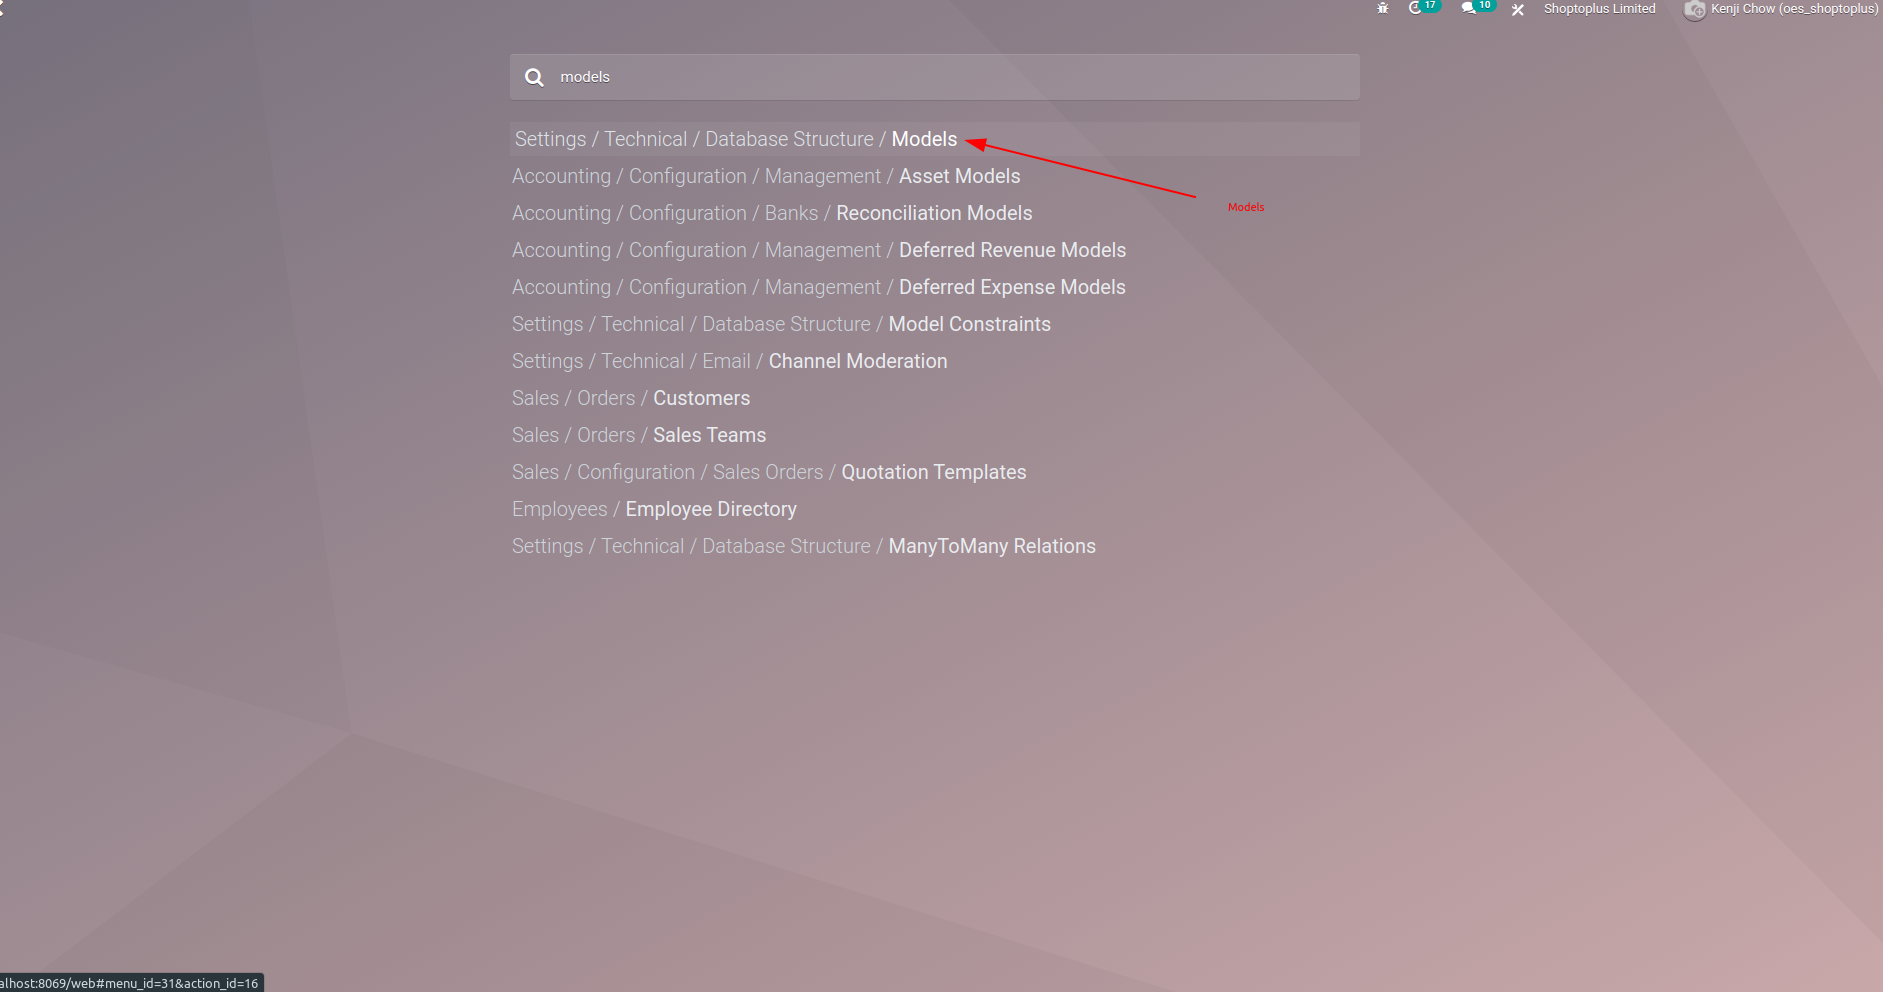 17 10 Shoptoplus Limited Kenji Chow (oes_shoptoplus)
models
Settings / Technical / Database Structure / Models
Accounting / Configuration / Management / Asset Models
Models
Accounting / Configuration / Banks / Reconciliation Models
Accounting / Configuration / Management / Deferred Revenue Models
Accounting / Configuration / Management / Deferred Expense Models
Settings / Technical / Database Structure / Model Constraints
Settings / Technical / Email / Channel Moderation
Sales / Orders / Customers
Sales / Orders / Sales Teams
Sales / Configuration / Sales Orders / Quotation Templates
Employees / Employee Directory
Settings / Technical / Database Structure / ManyToMany Relations
alhost:8069/web#menu_id=31&action_id=16